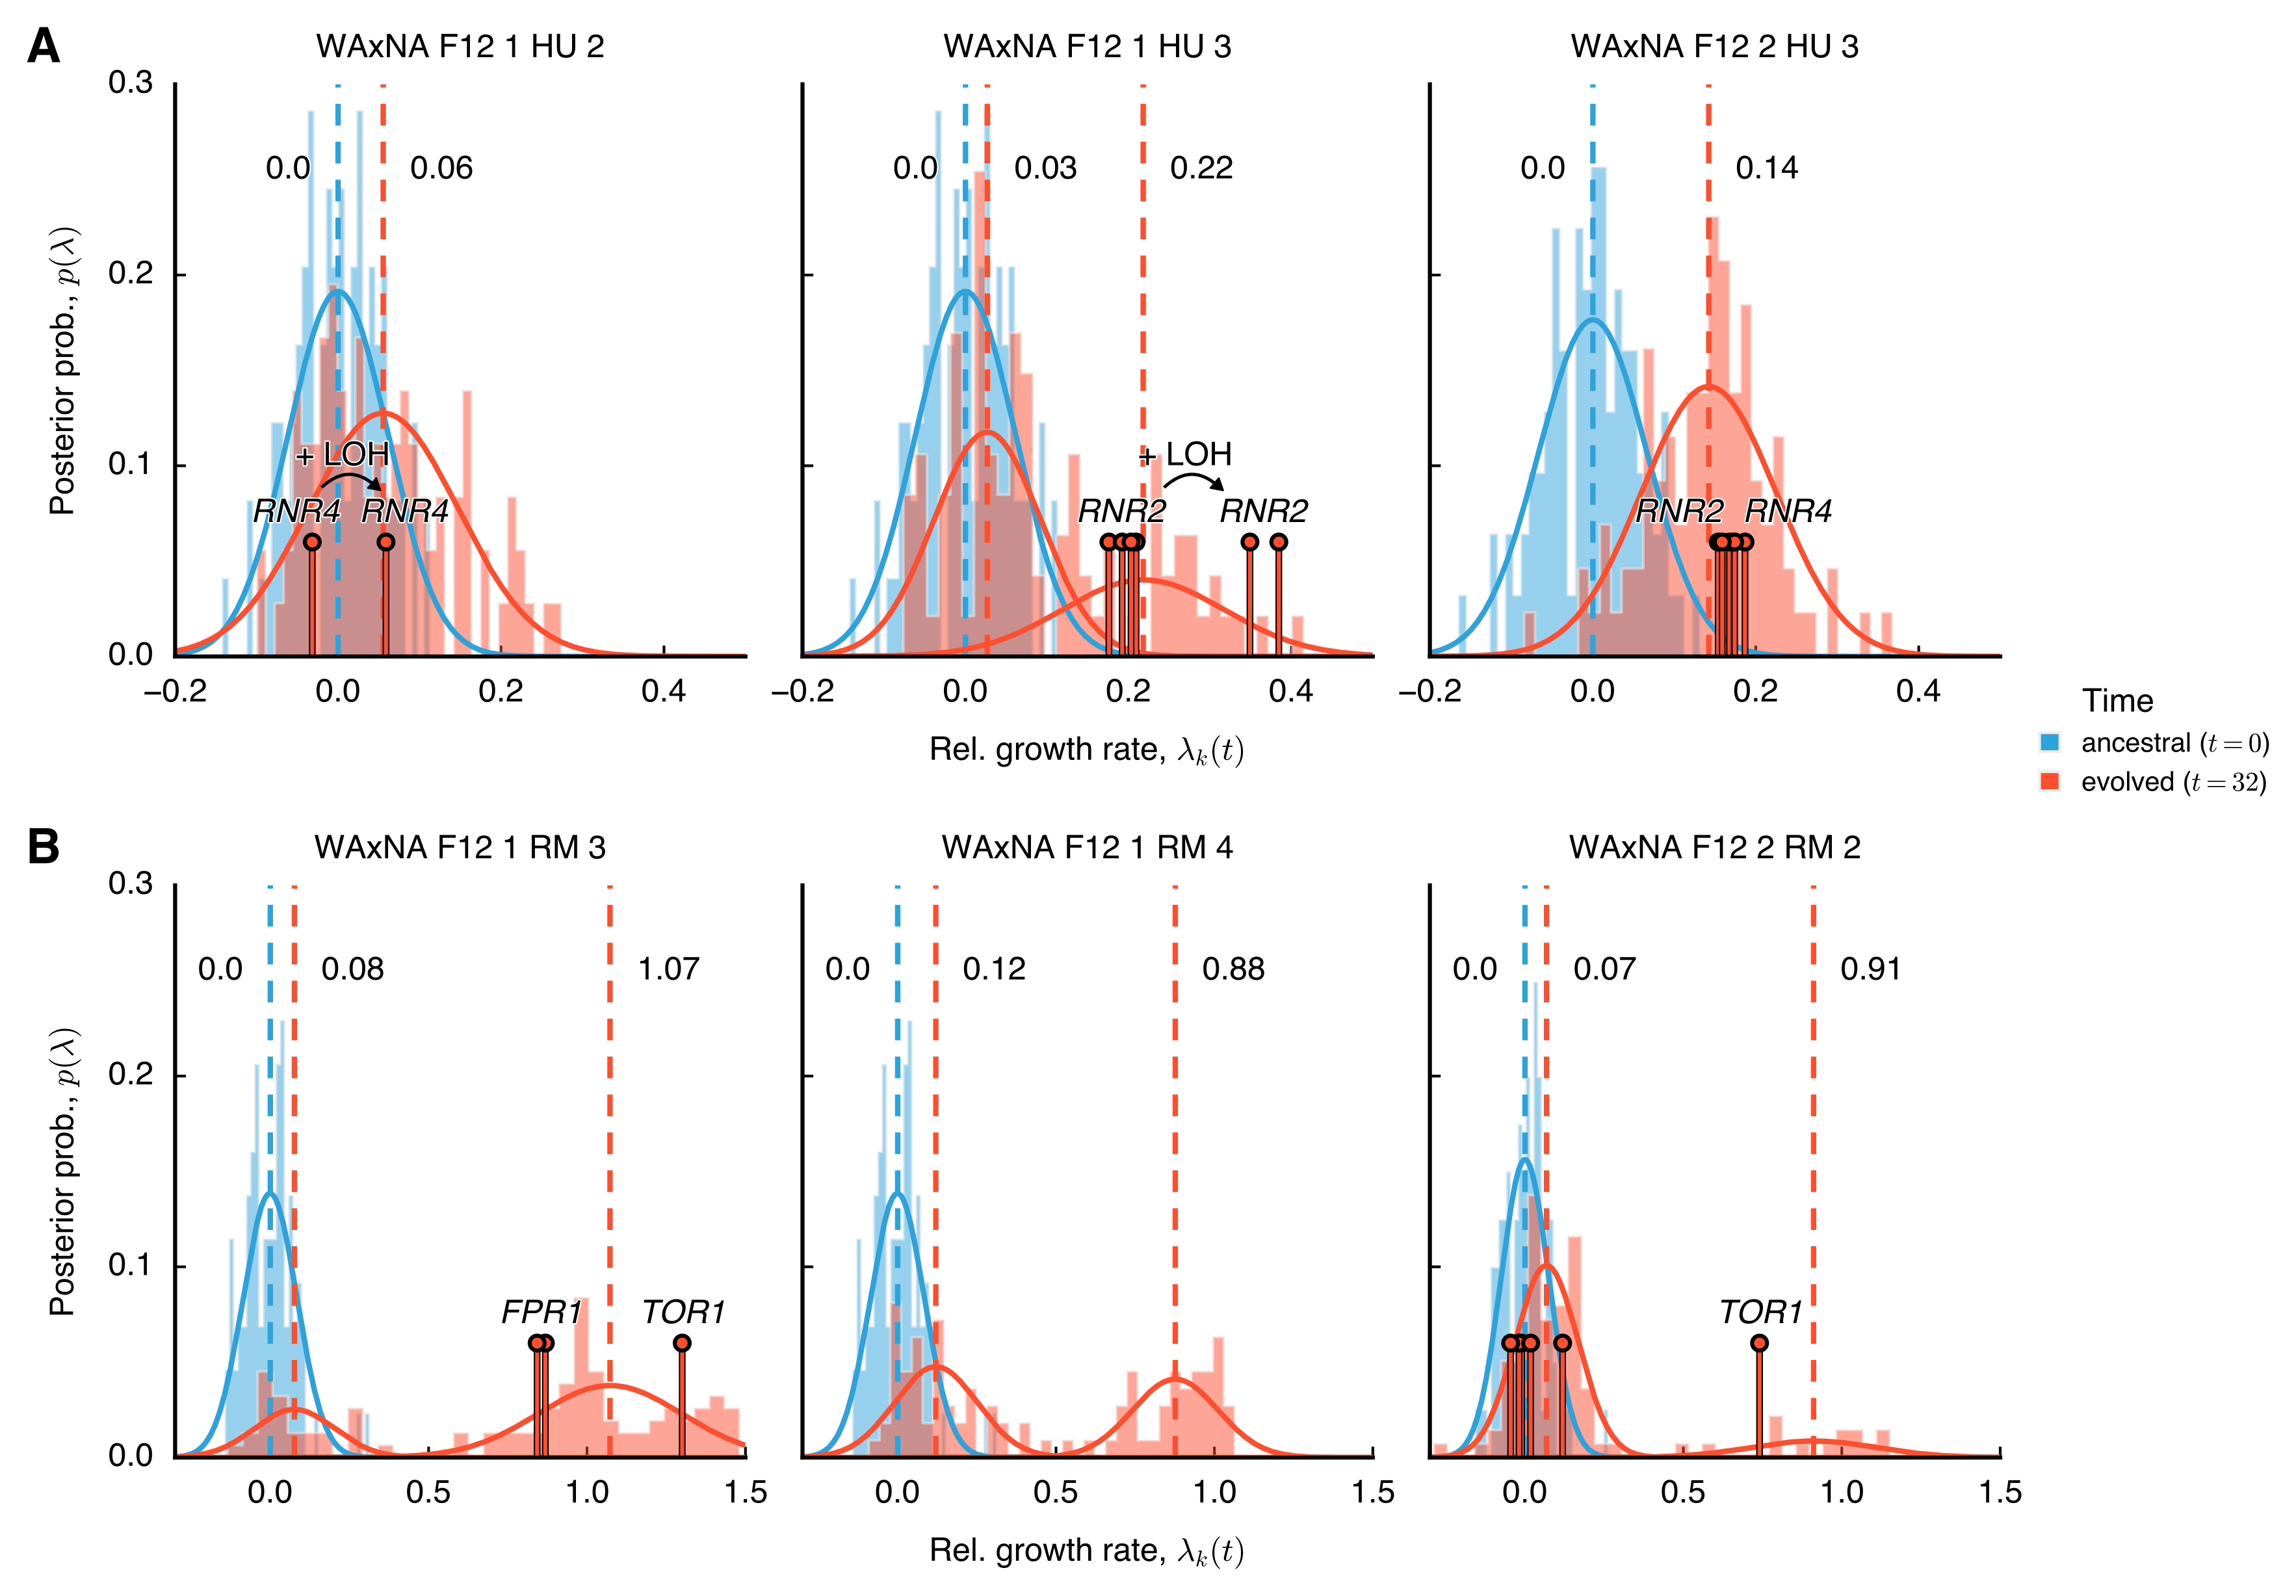 A
WAxNA F12 1 HU 2
WAxNA F12 1 HU 3
WAxNA F12 2 HU 3
Posterior prob., p(λ)
0.3
0.2
0.1
0.0
0.0
0.06
+ LOH
RNR4
RNR4
−0.2
0.0
0.2
0.4
0.0
0.03
0.22
+ LOH
RNR2
RNR2
−0.2
0.0
0.2
0.4
0.0
0.14
RNR2
RNR4
−0.2
0.0
0.2
0.4
Rel. growth rate, λk(t)
Time
ancestral (t = 0)
evolved (t = 32)
B
WAxNA F12 1 RM 3
WAxNA F12 1 RM 4
WAxNA F12 2 RM 2
Posterior prob., p(λ)
0.3
0.2
0.1
0.0
0.0
0.08
1.07
FPR1
TOR1
0.0
0.5
1.0
1.5
0.0
0.12
0.88
0.0
0.5
1.0
1.5
0.0
0.07
0.91
TOR1
0.0
0.5
1.0
1.5
Rel. growth rate, λk(t)